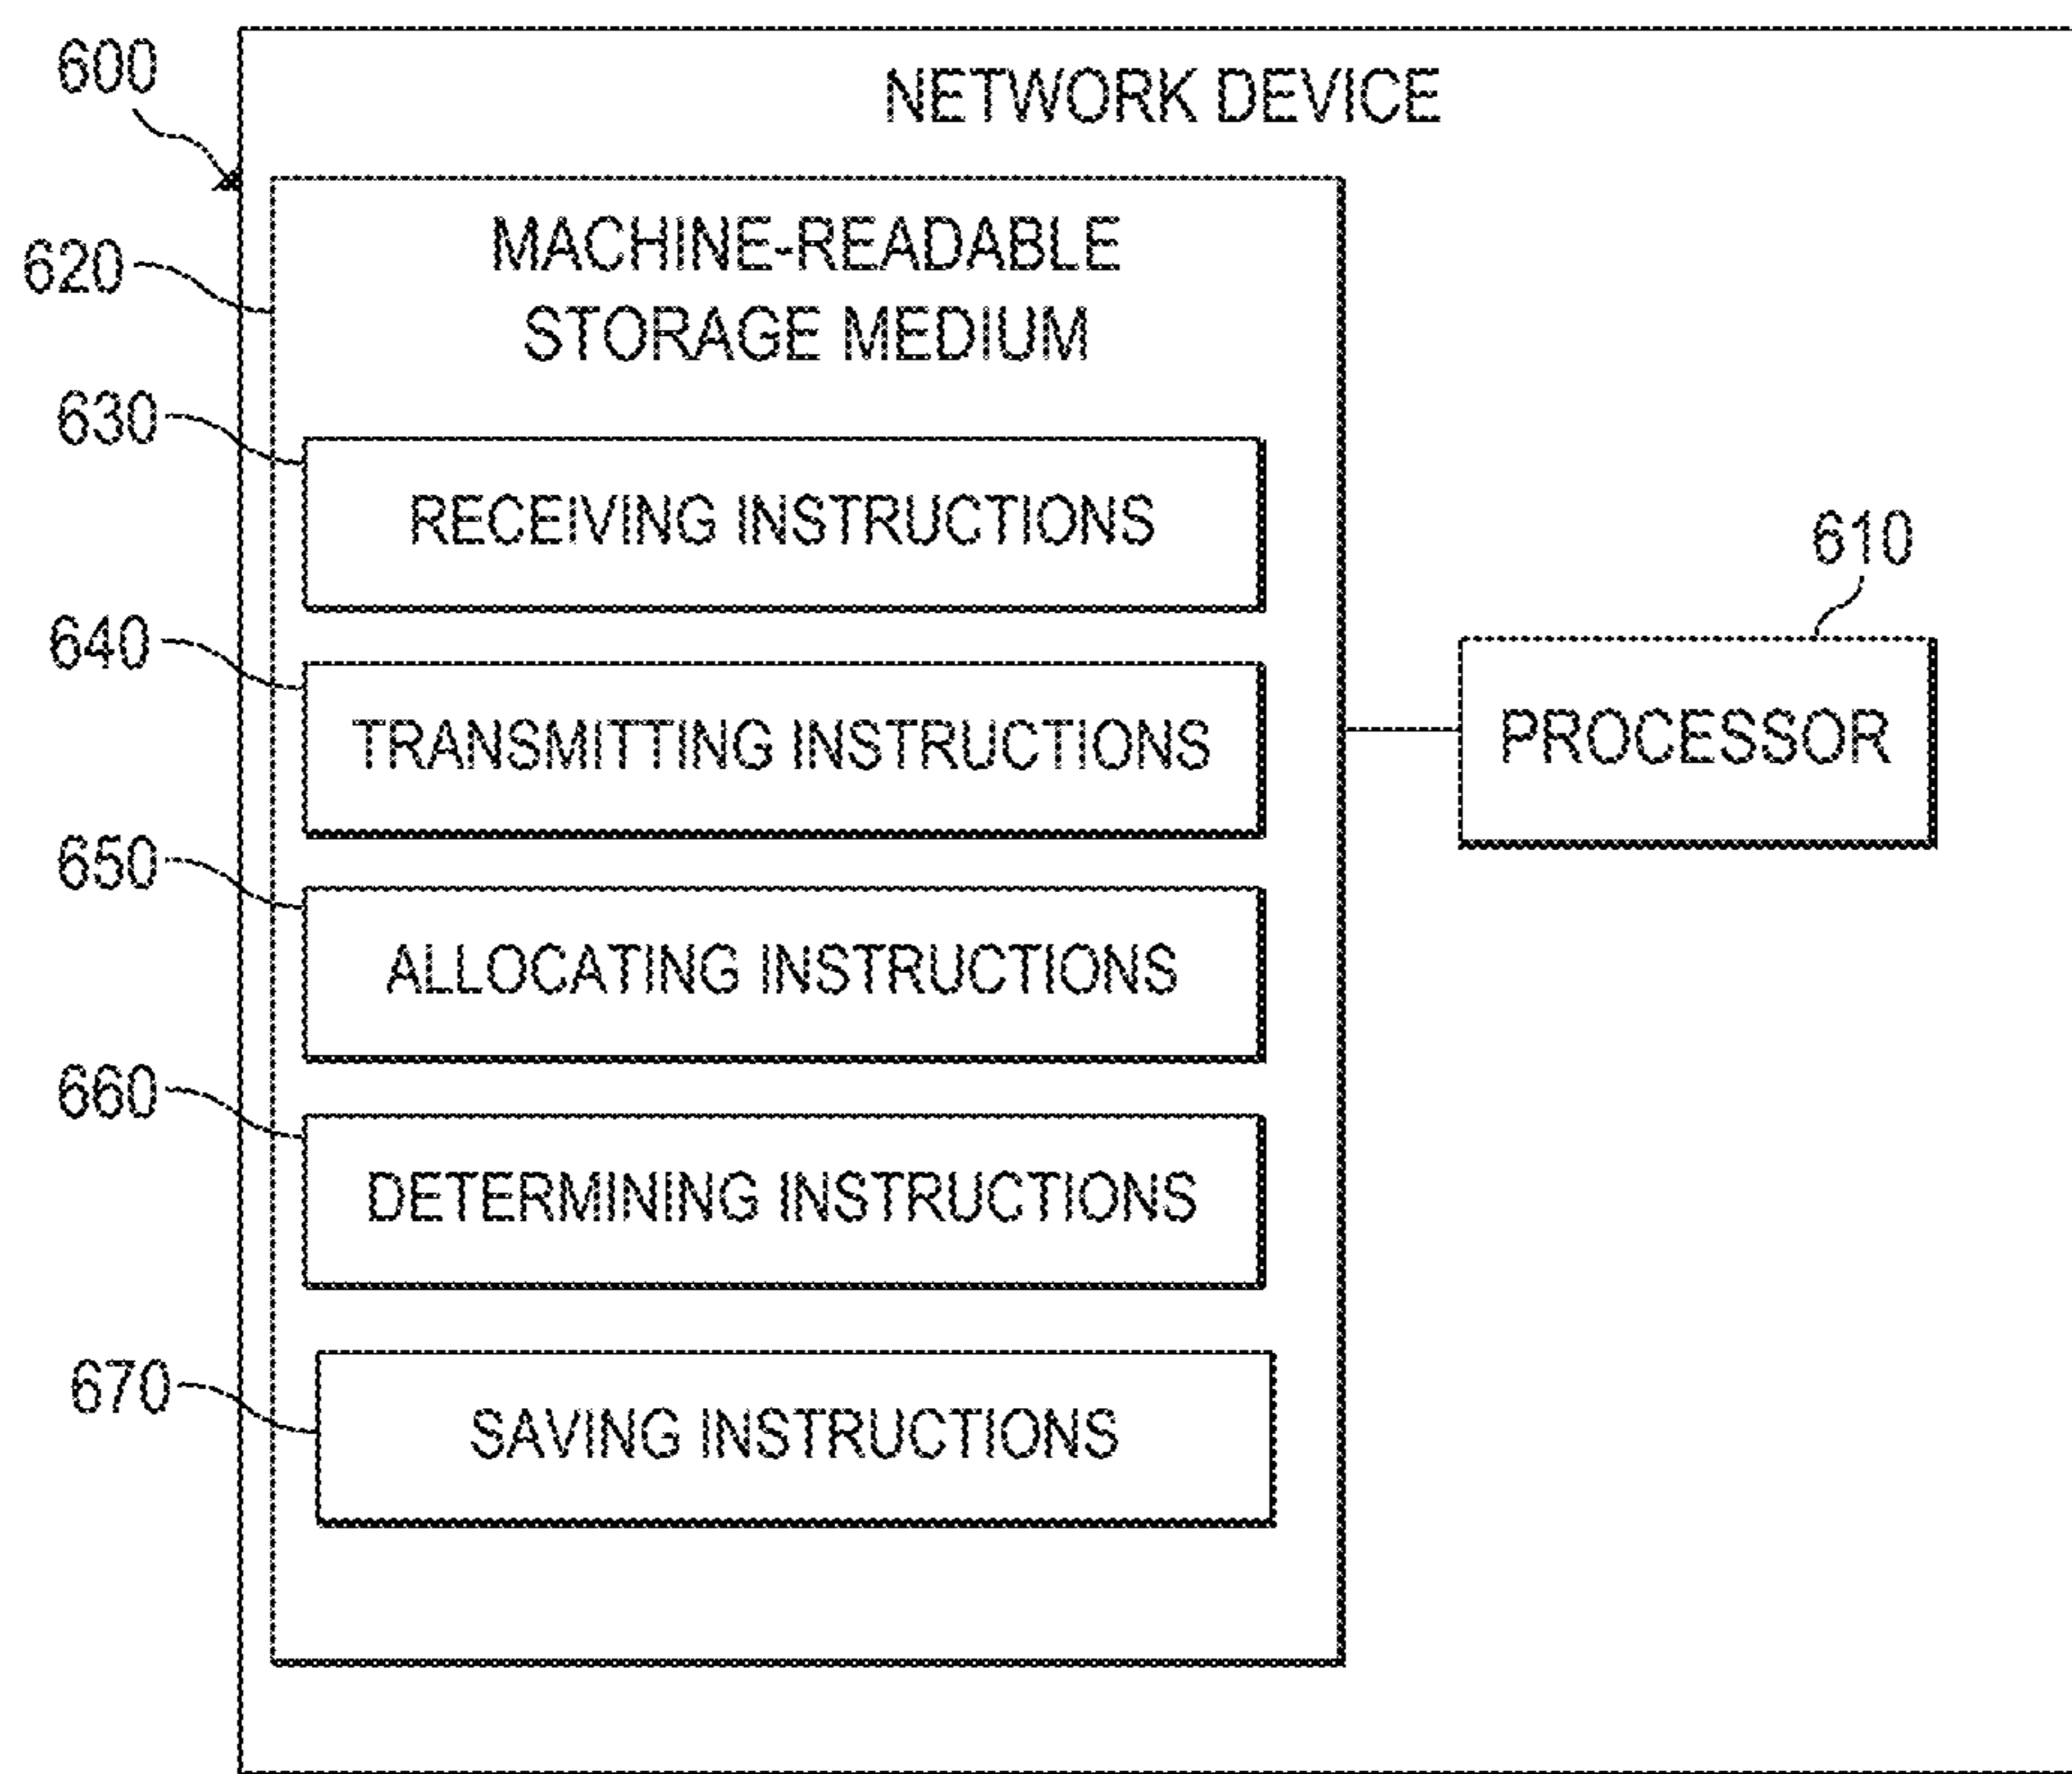 600
NETWORK DEVICE
620
MACHINE-READABLE
STORAGE MEDIUM
630
RECEIVING INSTRUCTIONS
610
640
TRANSMITTING INSTRUCTIONS
PROCESSOR
650
ALLOCATING INSTRUCTIONS
660
DETERMINING INSTRUCTIONS
670
SAVING INSTRUCTIONS